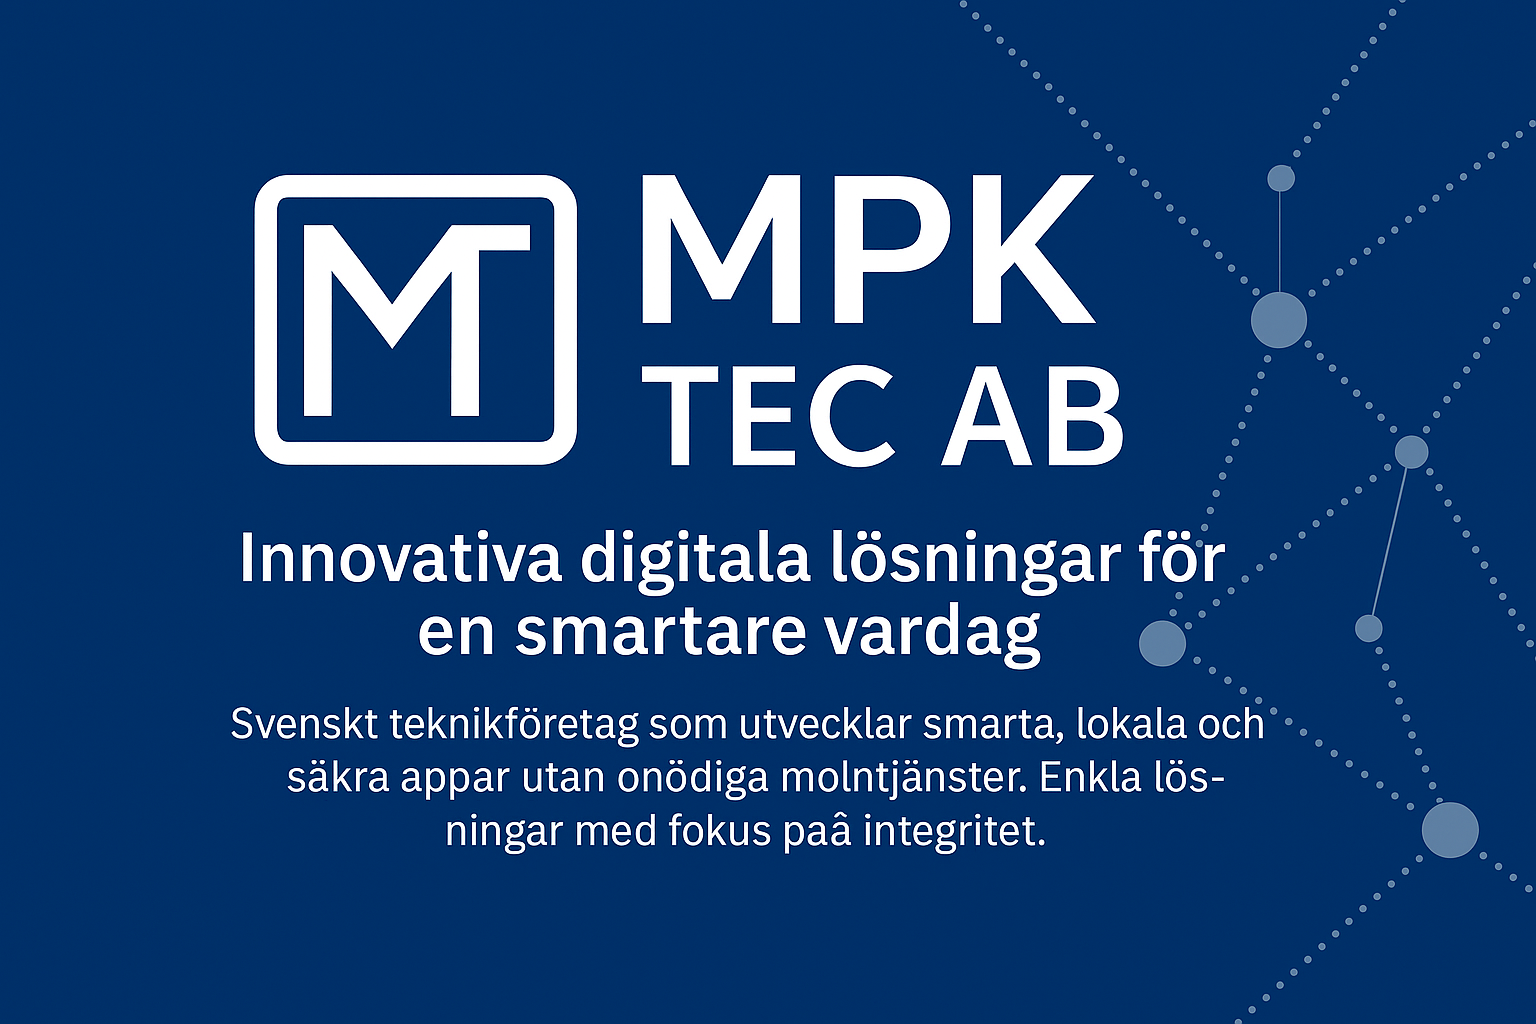 MT
MPK
TEC AB
Innovativa digitala lösningar för
en smartare vardag
Svenskt teknikföretag som utvecklar smarta, lokala och
säkra appar utan onödiga molntjänster. Enkla lös-
ningar med fokus paâ integritet.